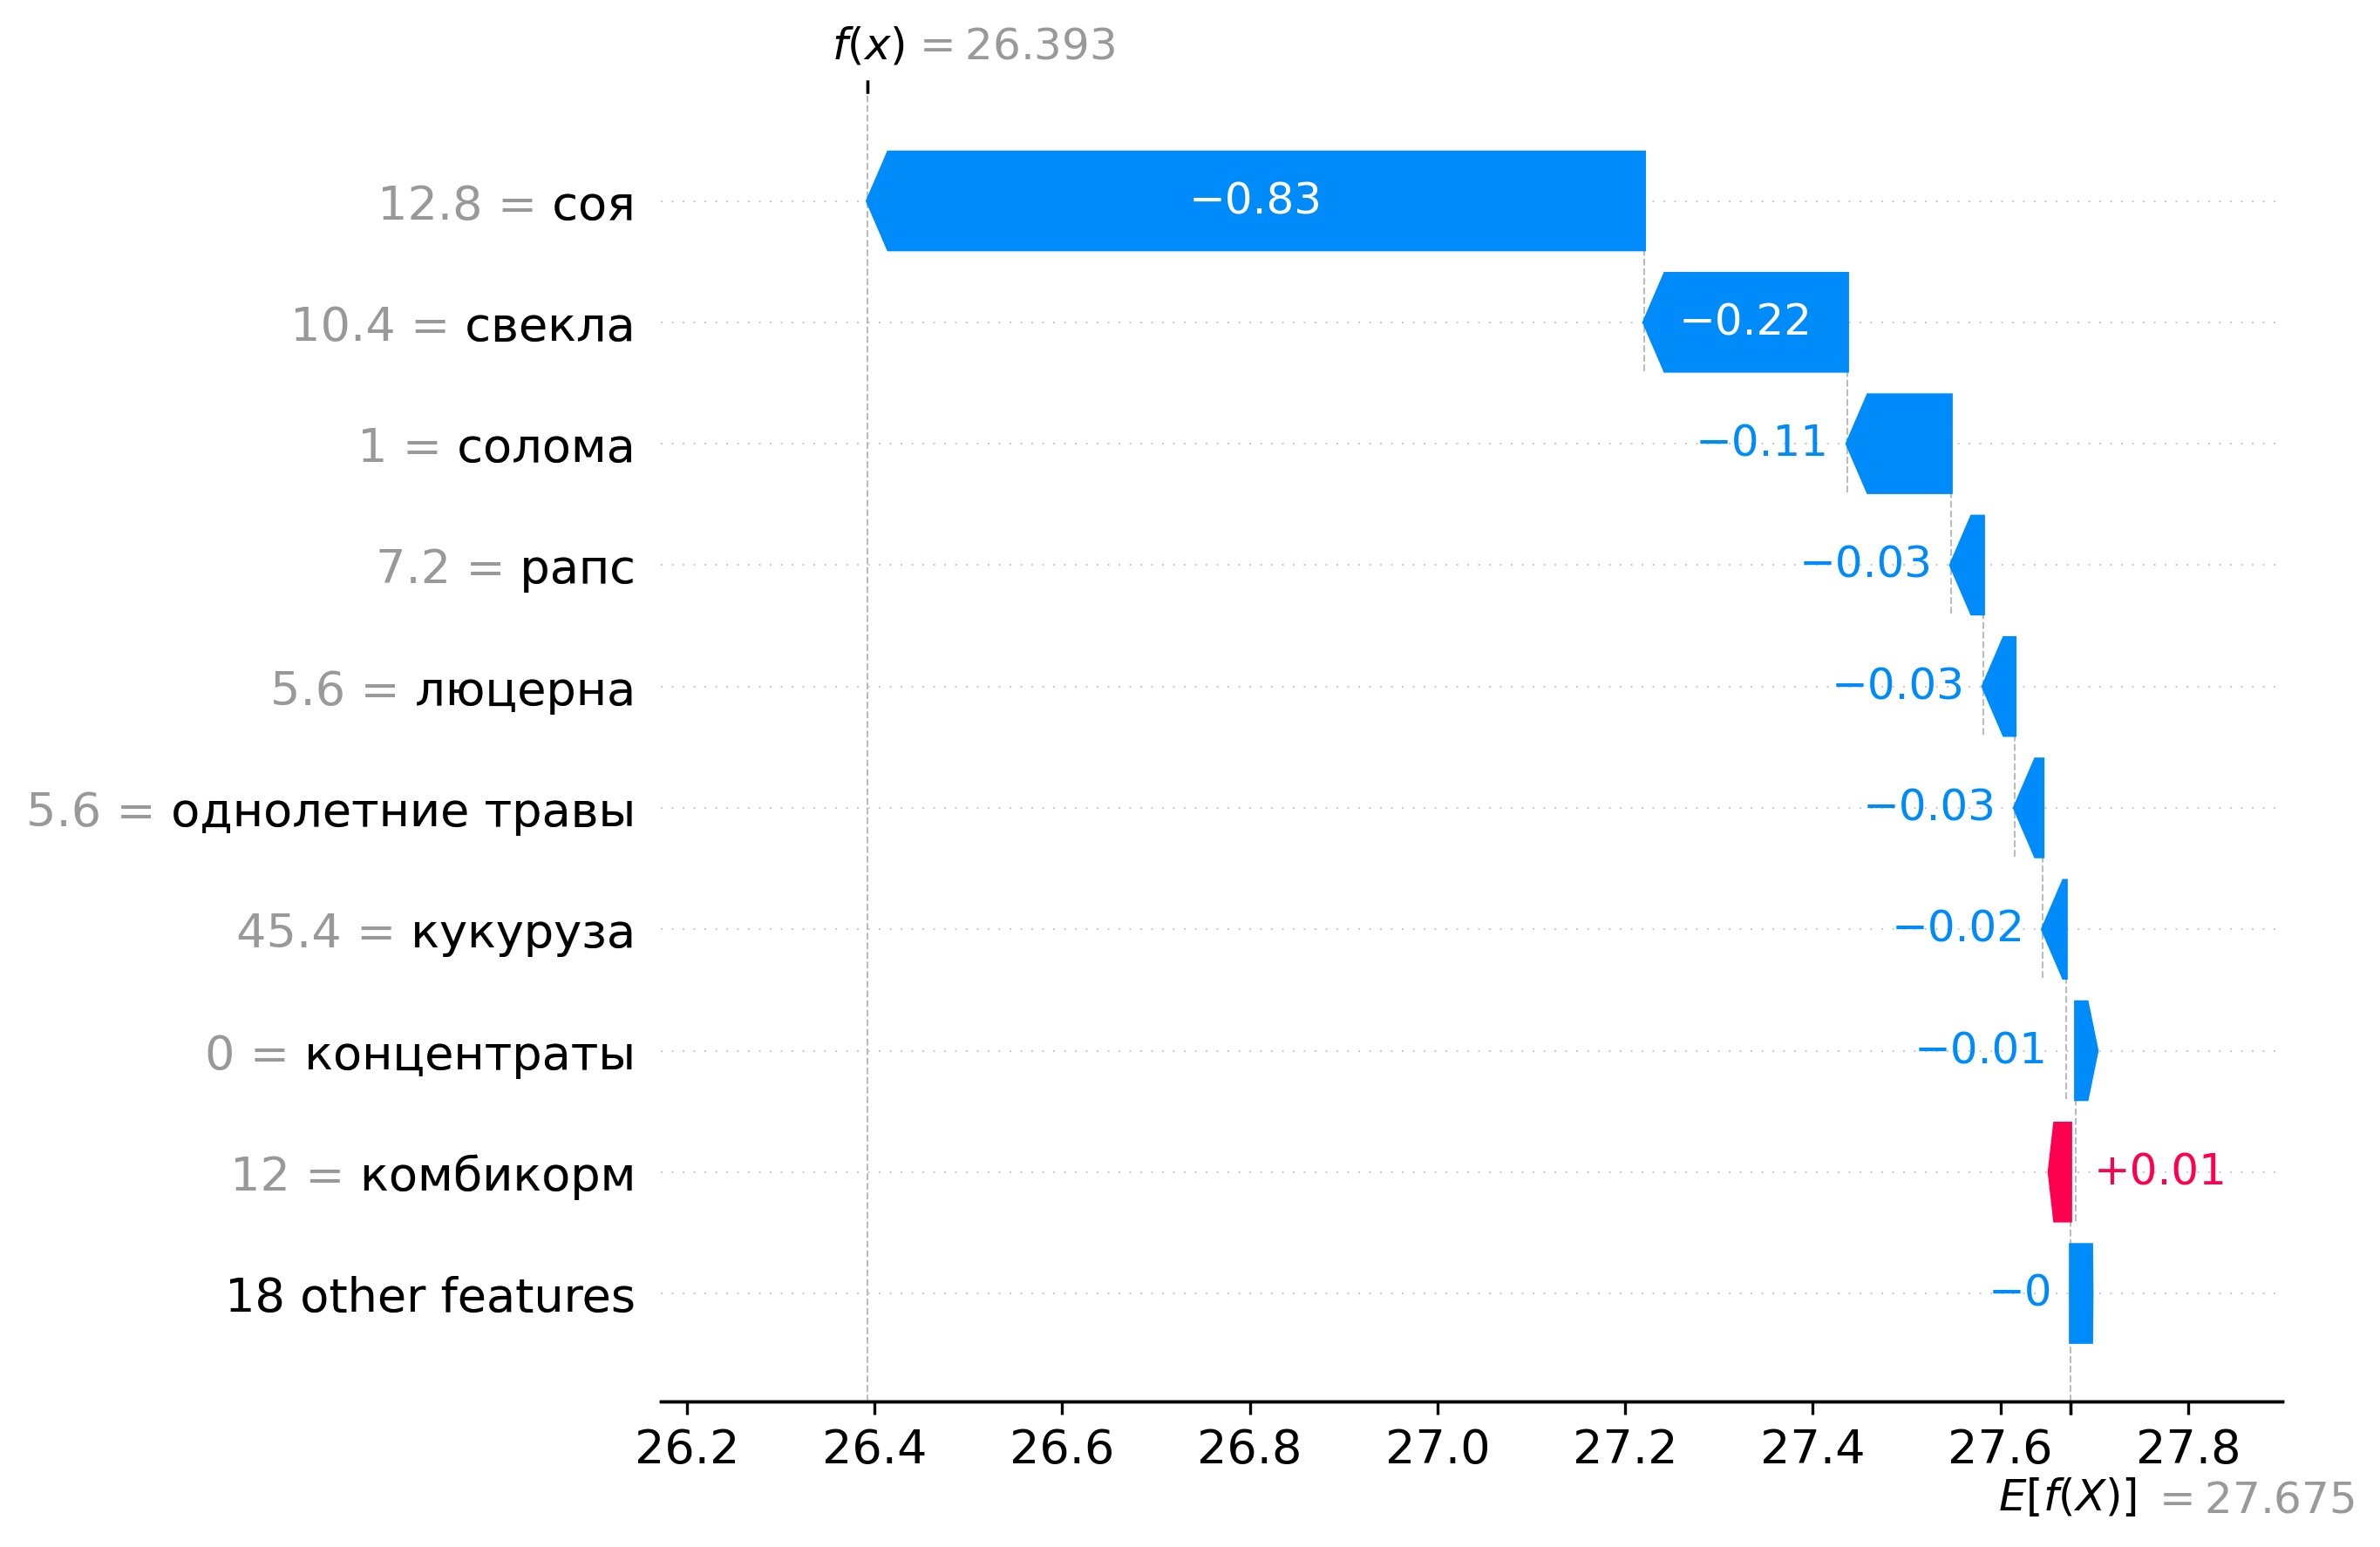 f(x) = 26.393
12.8 = соя
−0.83
10.4 = свекла
−0.22
1 = солома
−0.11
7.2 = рапс
−0.03
5.6 = люцерна
−0.03
5.6 = однолетние травы
−0.03
45.4 = кукуруза
−0.02
0 = концентраты
−0.01
12 = комбикорм
+0.01
18 other features
−0
26.2 26.4 26.6 26.8 27.0 27.2 27.4 27.6 27.8
E[f(X)] = 27.675